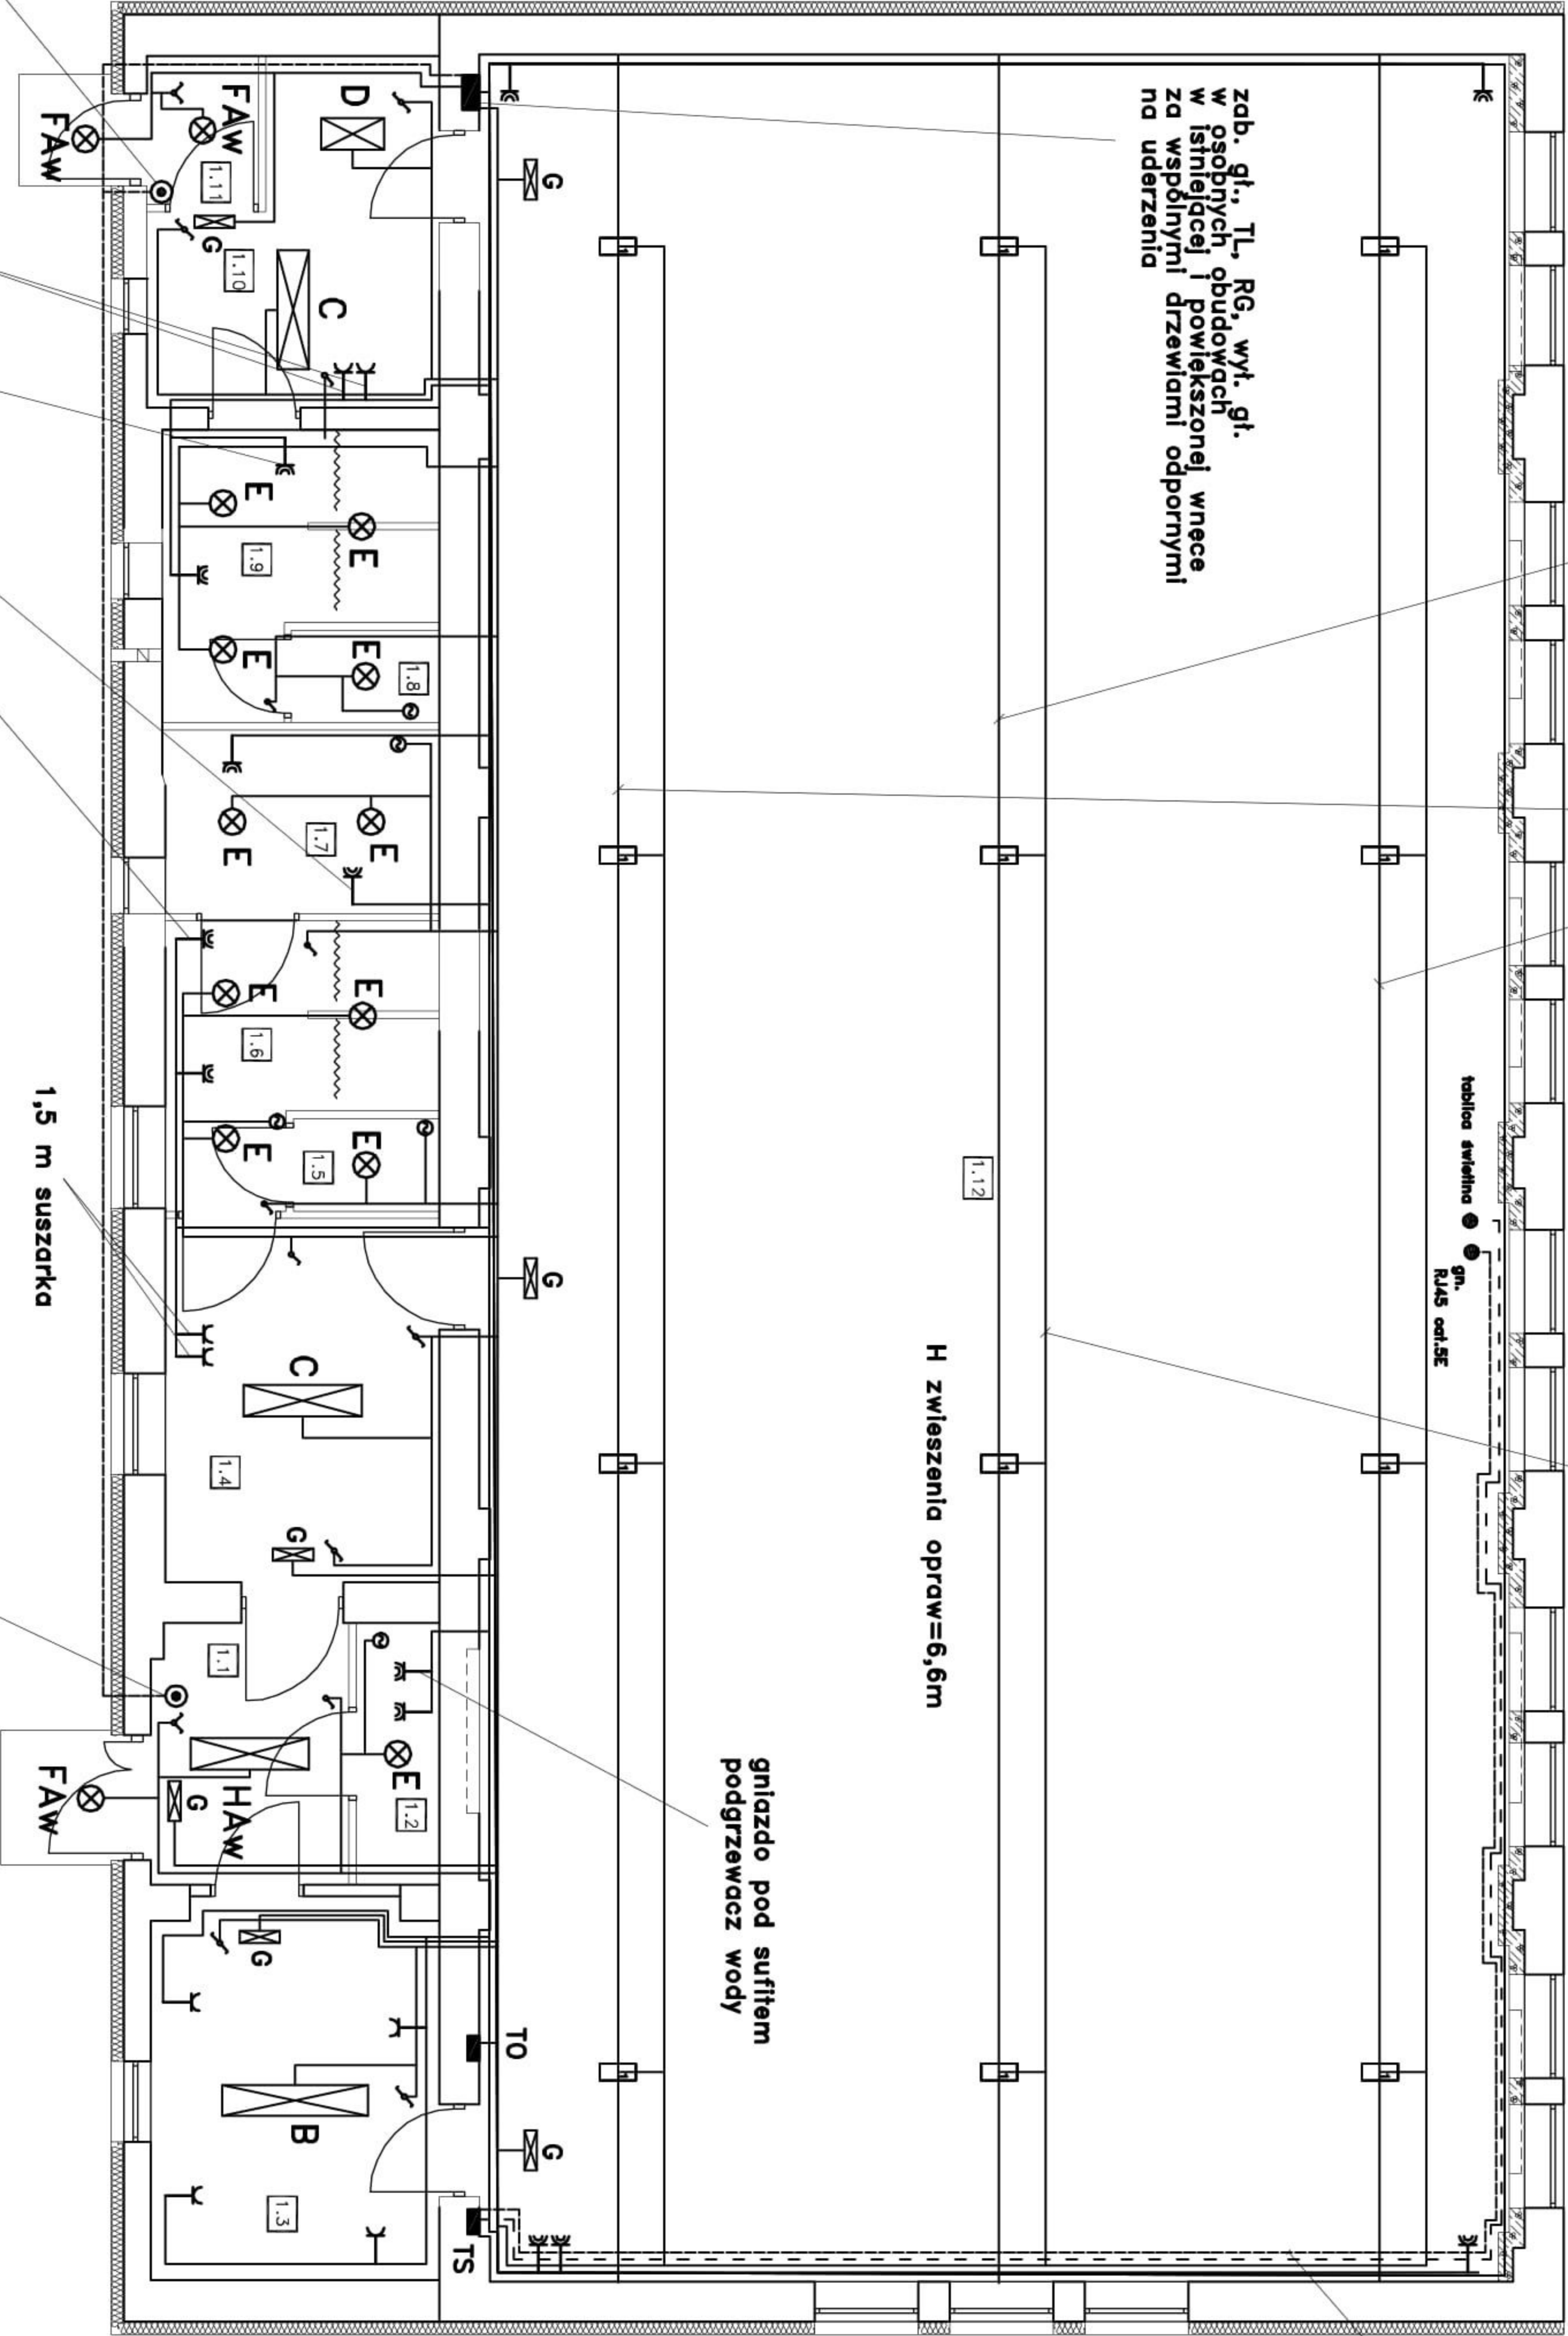 zab. gł., TL, RG, wył. gł.
w osobnych obudowach
w istniejącej i powiększonej wnęce
za wspólnymi drzewiami odpornymi
na uderzenia
tablica świetlna
gn.
RJ45 cat.5E
1.12
H zwieszenia opraw=6,6m
gniazdo pod sufitem
podgrzewacz wody
G
G
G
TO
TS
D
FAw
FAw
1.11
G
1.10
C
E
E
1.9
E
E
1.8
E
E
1.7
E
E
1.6
E
E
1.5
C
1.4
G
1.1
E
1.2
HAw
G
FAw
G
B
1.3
1,5 m suszarka